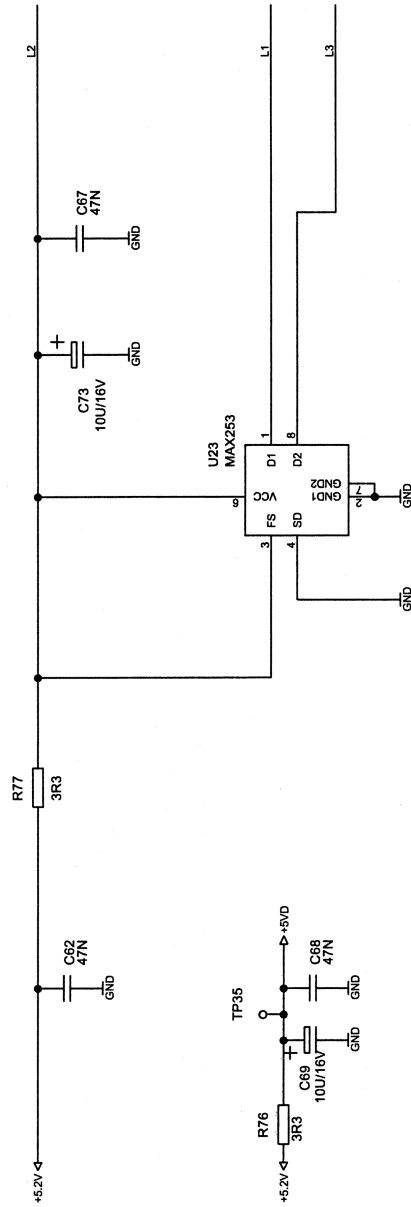 +5.2V
C62
47N
GND
R77
3R3
C73
10U/16V
GND
C67
47N
GND
L2
U23
MAX253
6
VCC
3
FS
D1
1
L1
4
SD
D2
8
L3
GND1
GND2
2
7
GND
GND
+5.2V
R76
3R3
C69
10U/16V
GND
TP35
C68
47N
GND
+5VD